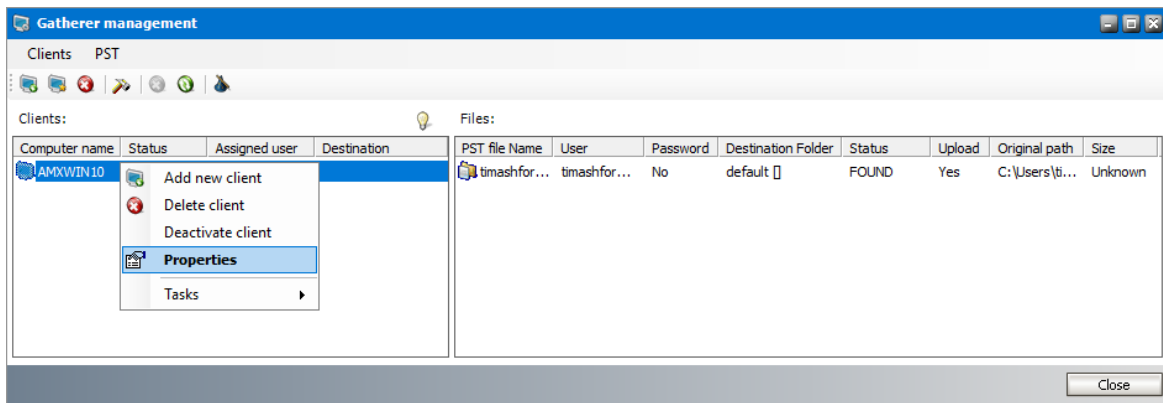 Gatherer management
Clients PST
Clients: Files:
Computer name Status Assigned user Destination PST file Name User Password Destination Folder Status Upload Original path Size
AMXWIN10 timashfor... timashfor... No default [] FOUND Yes C:\Users\ti... Unknown
Add new client
Delete client
Deactivate client
Properties
Tasks
Close